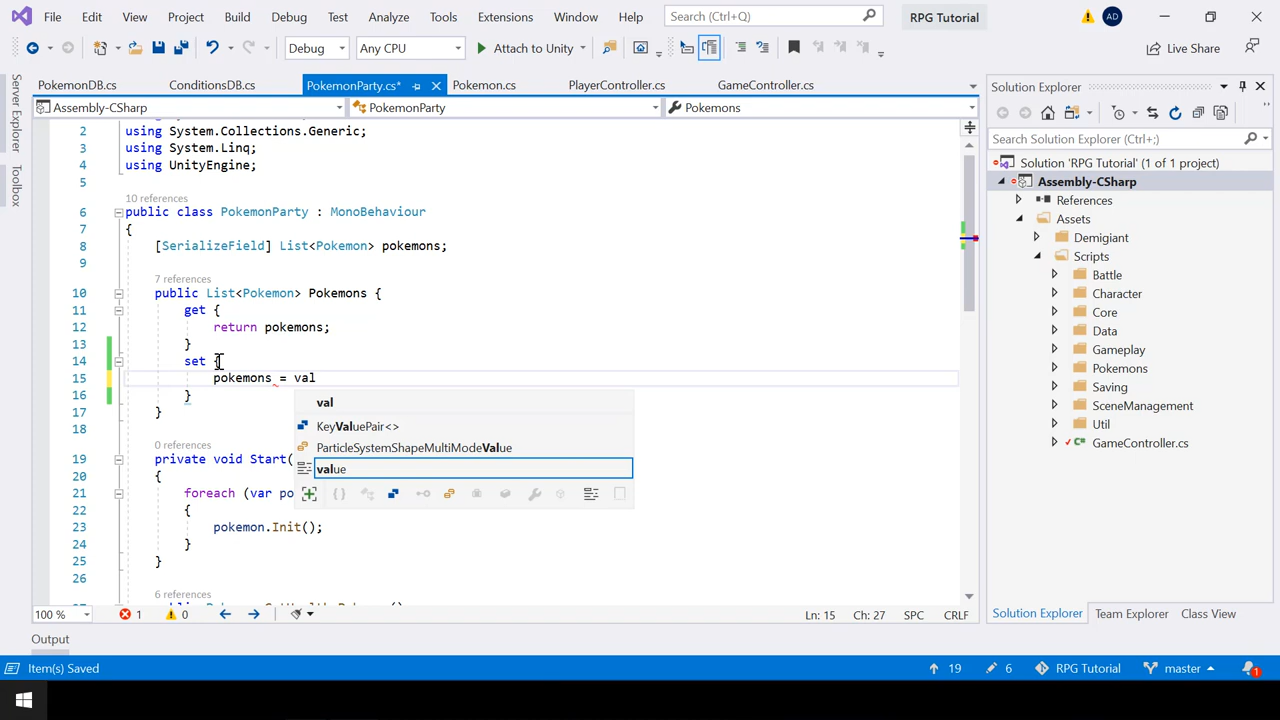 File Edit View Project Build Debug Test Analyze Tools Extensions Window Help Search (Ctrl+Q) RPG Tutorial AD
Debug Any CPU Attach to Unity Live Share
Server Explorer
Toolbox
PokemonDB.cs ConditionsDB.cs PokemonParty.cs* Pokemon.cs PlayerController.cs GameController.cs
Assembly-CSharp PokemonParty Pokemons
2 using System.Collections.Generic;
3 using System.Linq;
4 using UnityEngine;
5
10 references
6 public class PokemonParty : MonoBehaviour
7 {
8 [SerializeField] List<Pokemon> pokemons;
9
7 references
10 public List<Pokemon> Pokemons {
11 get {
12 return pokemons;
13 }
14 set {
15 pokemons = val
16 }
17 }
18
val
KeyValuePair<>
ParticleSystemShapeMultiModeValue
value
0 references
19 private void Start(
20 {
21 foreach (var po
22 {
23 pokemon.Init();
24 }
25 }
26
6 references
100 % 1 0 Ln: 15 Ch: 27 SPC CRLF
Output
Item(s) Saved 19 6 RPG Tutorial master 1
Solution Explorer
Search Solution Explorer (Ctrl+;)
Solution 'RPG Tutorial' (1 of 1 project)
Assembly-CSharp
References
Assets
Demigiant
Scripts
Battle
Character
Core
Data
Gameplay
Pokemons
Saving
SceneManagement
Util
GameController.cs
Solution Explorer Team Explorer Class View